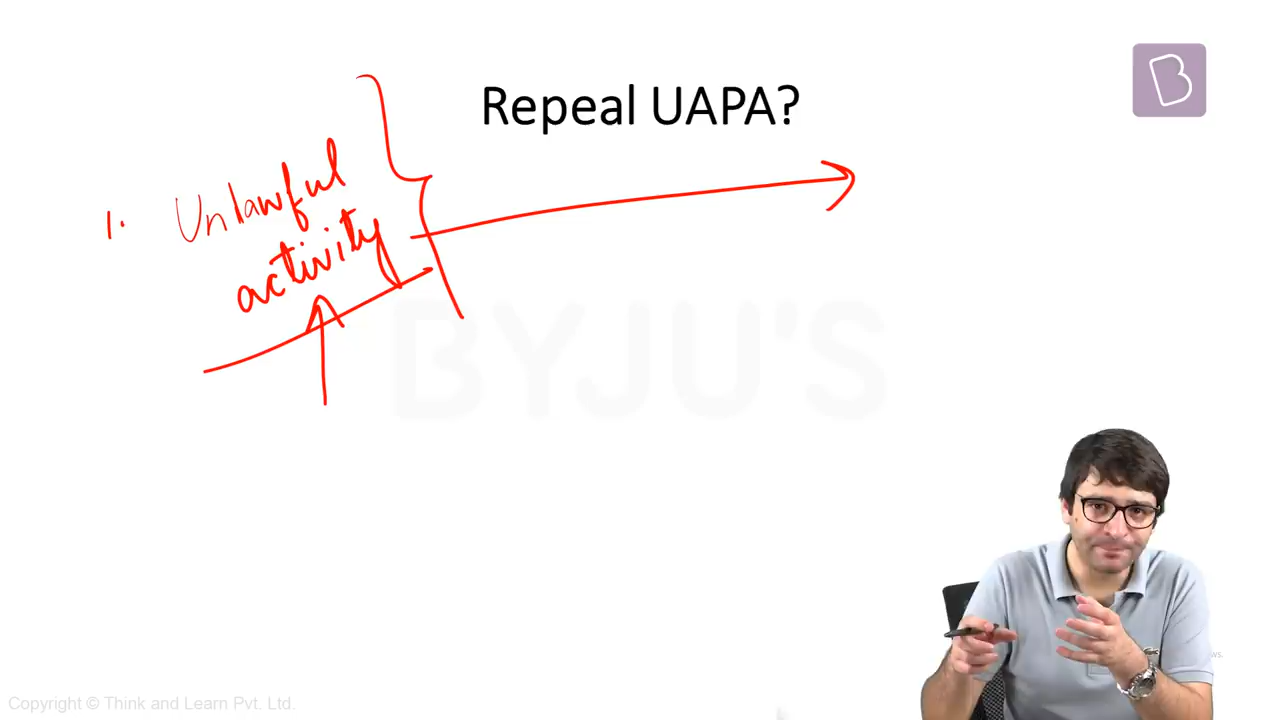 Repeal UAPA?
1. Unlawful
activity
BYJU'S
Copyright © Think and Learn Pvt. Ltd.